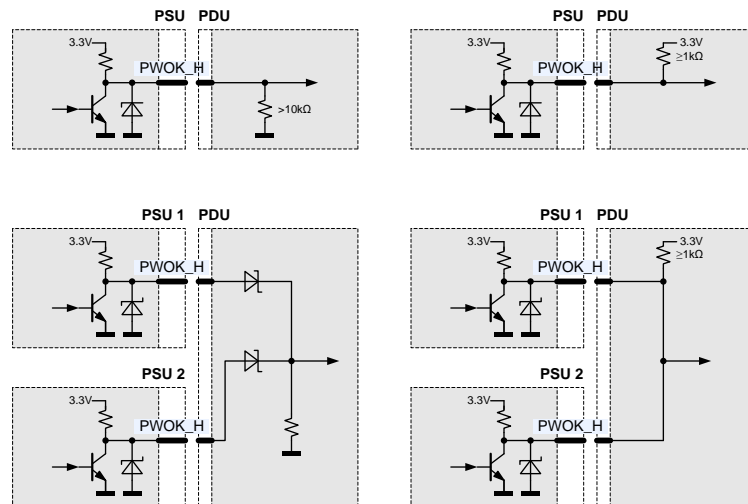 PSU PDU
3.3V
PWOK_H
>10kΩ
PSU PDU
3.3V
PWOK_H
3.3V
≥1kΩ
PSU 1 PDU
3.3V
PWOK_H
PSU 2
3.3V
PWOK_H
PSU 1 PDU
3.3V
PWOK_H
3.3V
≥1kΩ
PSU 2
3.3V
PWOK_H